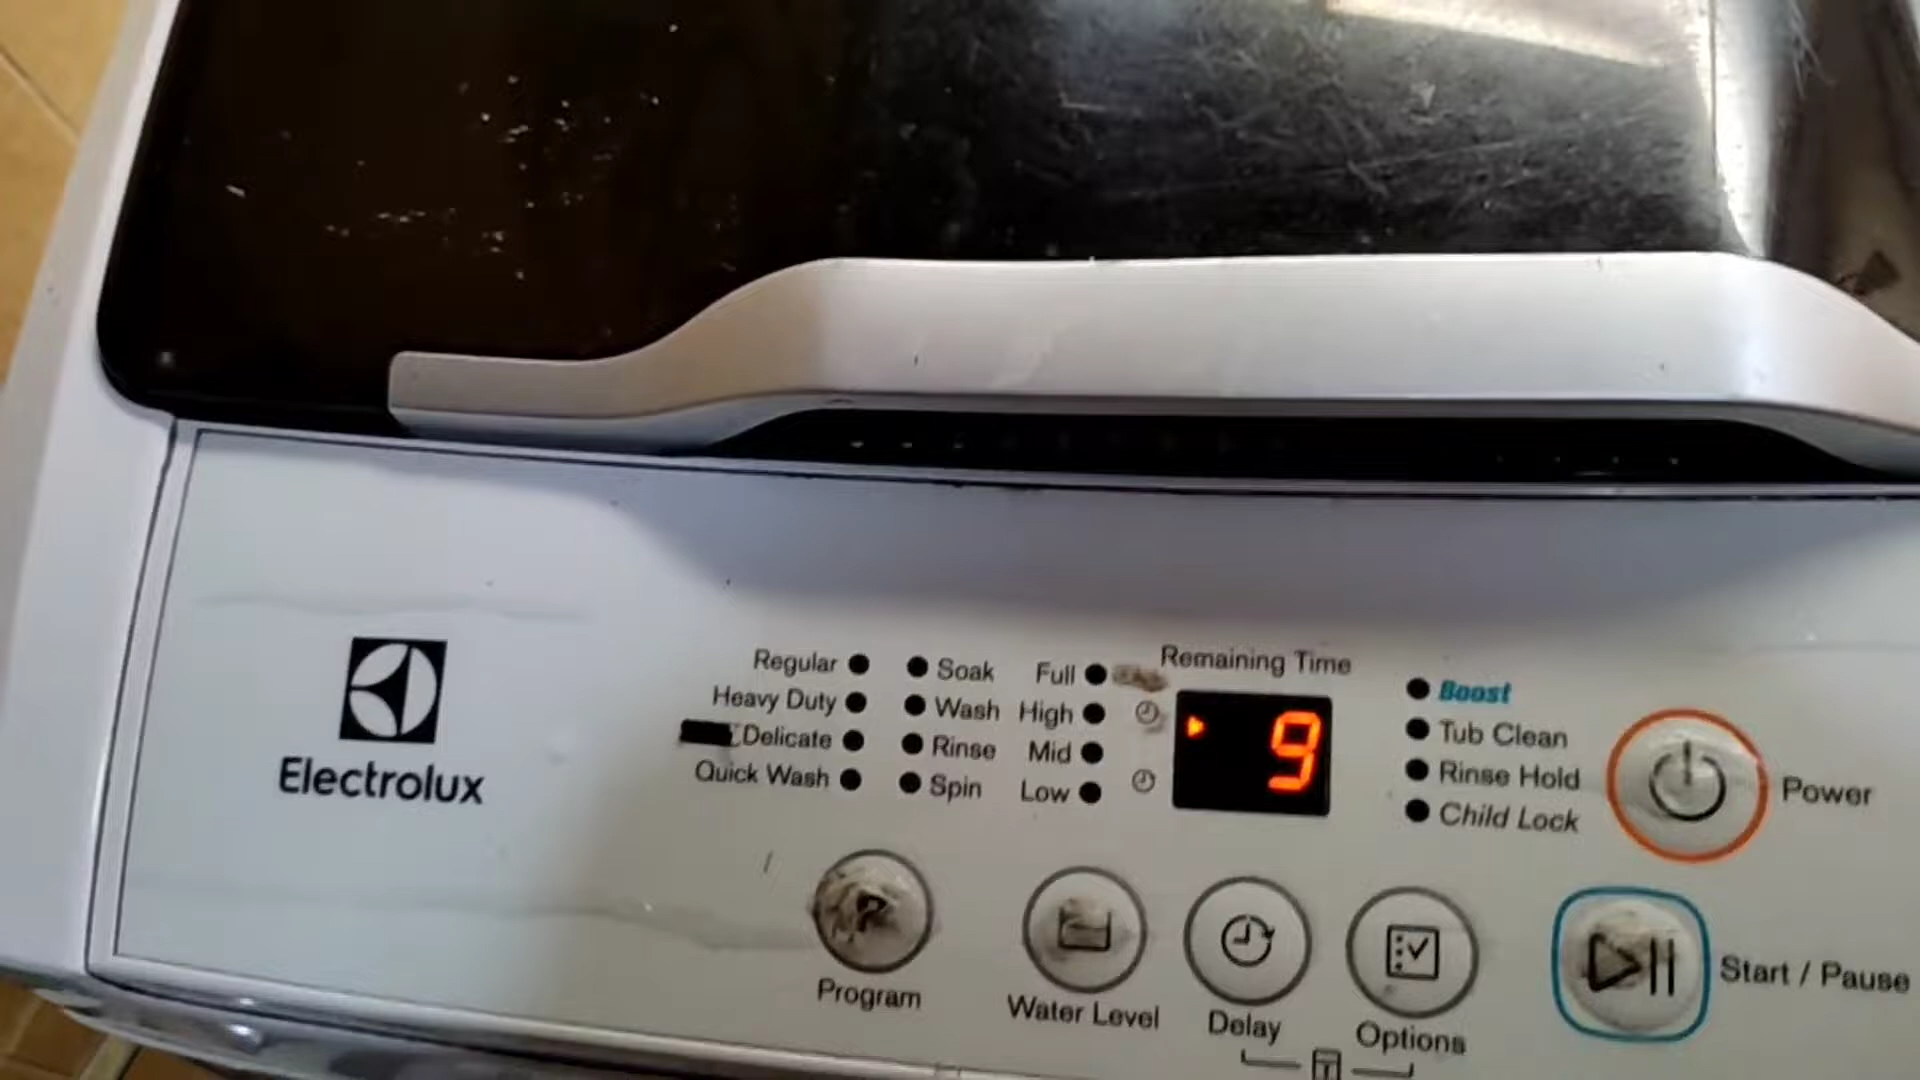 Electrolux
Regular
Heavy Duty
Delicate
Quick Wash
Soak
Wash
Rinse
Spin
Full
High
Mid
Low
Remaining Time
9
Boost
Tub Clean
Rinse Hold
Child Lock
Power
Program
Water Level
Delay
Options
Start / Pause